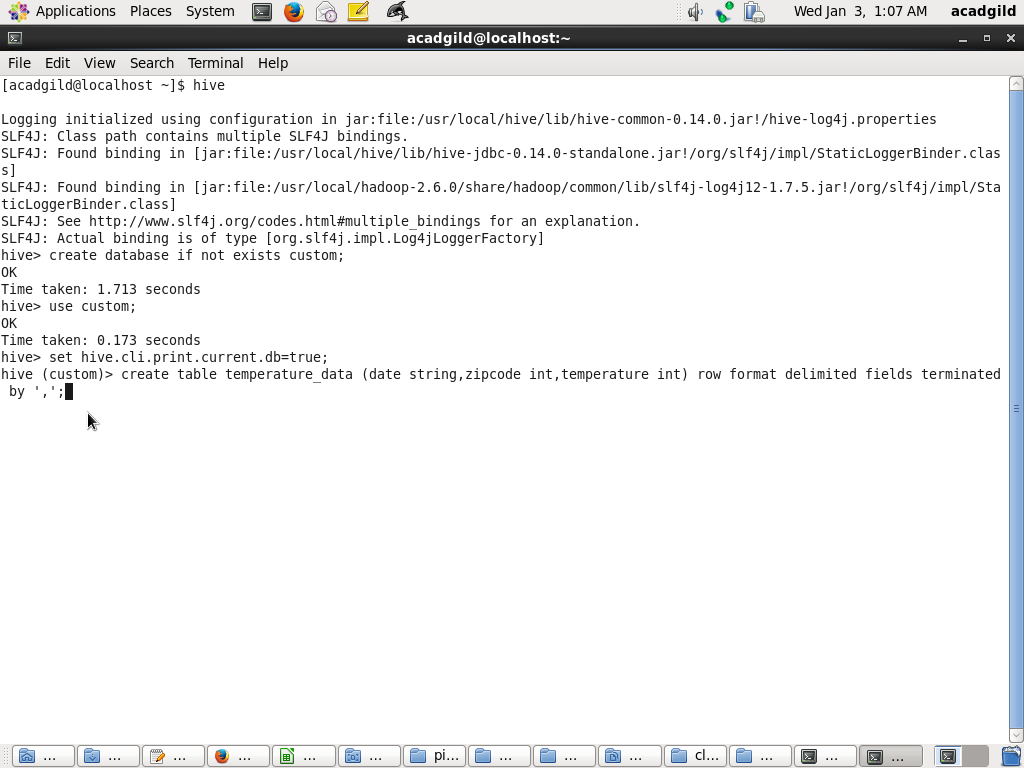 Applications Places System Wed Jan 3, 1:07 AM acadgild
acadgild@localhost:~
File Edit View Search Terminal Help
[acadgild@localhost ~]$ hive
Logging initialized using configuration in jar:file:/usr/local/hive/lib/hive-common-0.14.0.jar!/hive-log4j.properties
SLF4J: Class path contains multiple SLF4J bindings.
SLF4J: Found binding in [jar:file:/usr/local/hive/lib/hive-jdbc-0.14.0-standalone.jar!/org/slf4j/impl/StaticLoggerBinder.clas
s]
SLF4J: Found binding in [jar:file:/usr/local/hadoop-2.6.0/share/hadoop/common/lib/slf4j-log4j12-1.7.5.jar!/org/slf4j/impl/Sta
ticLoggerBinder.class]
SLF4J: See http://www.slf4j.org/codes.html#multiple_bindings for an explanation.
SLF4J: Actual binding is of type [org.slf4j.impl.Log4jLoggerFactory]
hive> create database if not exists custom;
OK
Time taken: 1.713 seconds
hive> use custom;
OK
Time taken: 0.173 seconds
hive> set hive.cli.print.current.db=true;
hive (custom)> create table temperature_data (date string,zipcode int,temperature int) row format delimited fields terminated
 by ',';
... ... ... ... ... ... pi... ... ... ... cl... ... ... ...